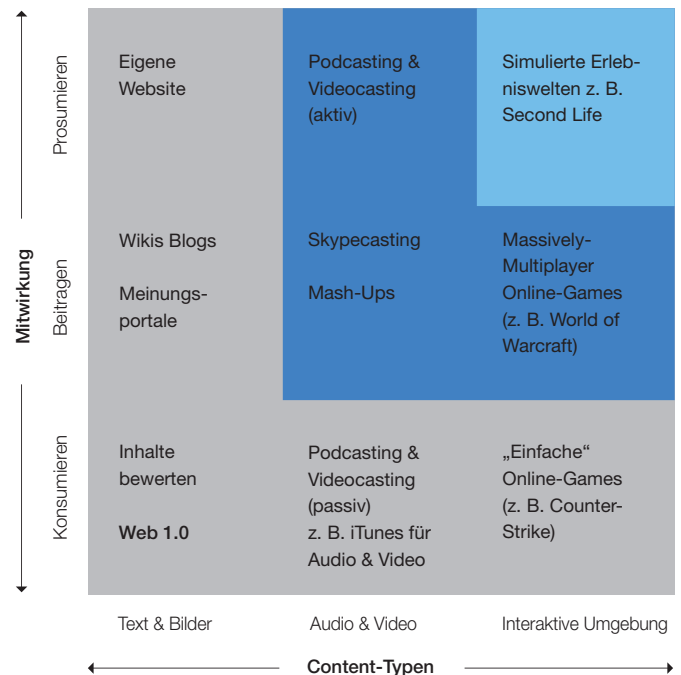 Mitwirkung
Prosumieren
Eigene
Website
Podcasting &
Videocasting
(aktiv)
Simulierte Erleb-
niswelten z. B.
Second Life
Beitragen
Wikis Blogs
Meinungs-
portale
Skypecasting
Mash-Ups
Massively-
Multiplayer
Online-Games
(z. B. World of
Warcraft)
Konsumieren
Inhalte
bewerten
Web 1.0
Podcasting &
Videocasting
(passiv)
z. B. iTunes für
Audio & Video
„Einfache“
Online-Games
(z. B. Counter-
Strike)
Text & Bilder
Audio & Video
Interaktive Umgebung
Content-Typen